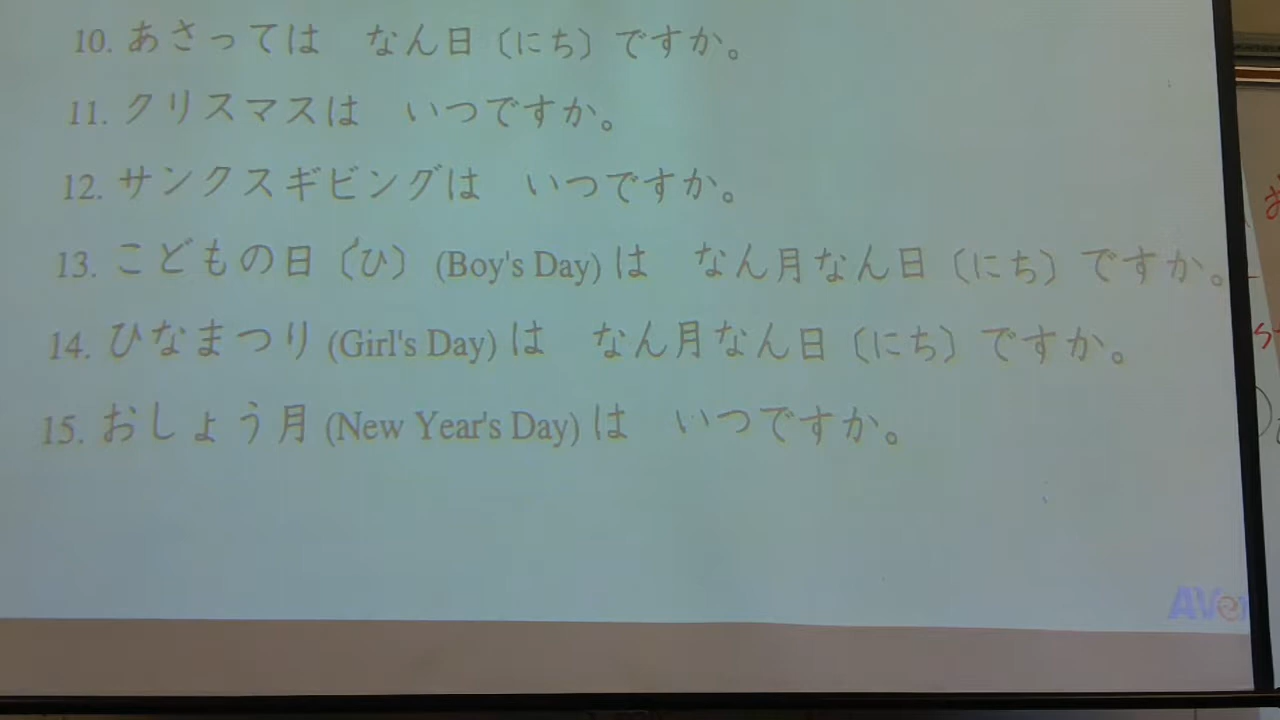 10. あさっては　なん日（にち）ですか。
11. クリスマスは　いつですか。
12. サンクスギビングは　いつですか。
13. こどもの日（ひ）(Boy's Day) は　なん月なん日（にち）ですか。
14. ひなまつり (Girl's Day) は　なん月なん日（にち）ですか。
15. おしょう月 (New Year's Day) は　いつですか。